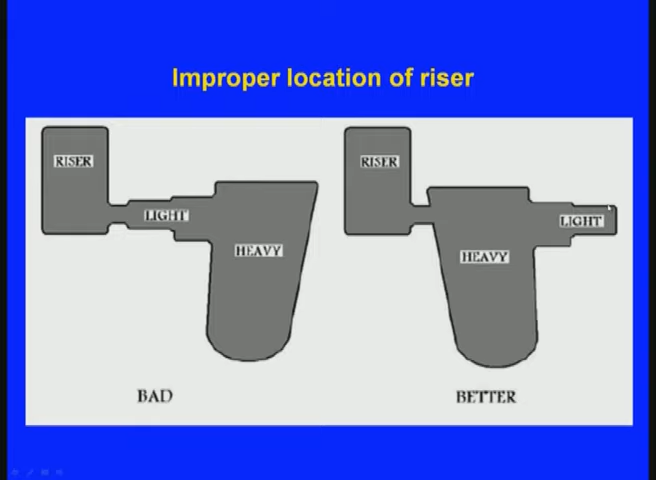 Improper location of riser
RISER
LIGHT
HEAVY
BAD
RISER
LIGHT
HEAVY
BETTER